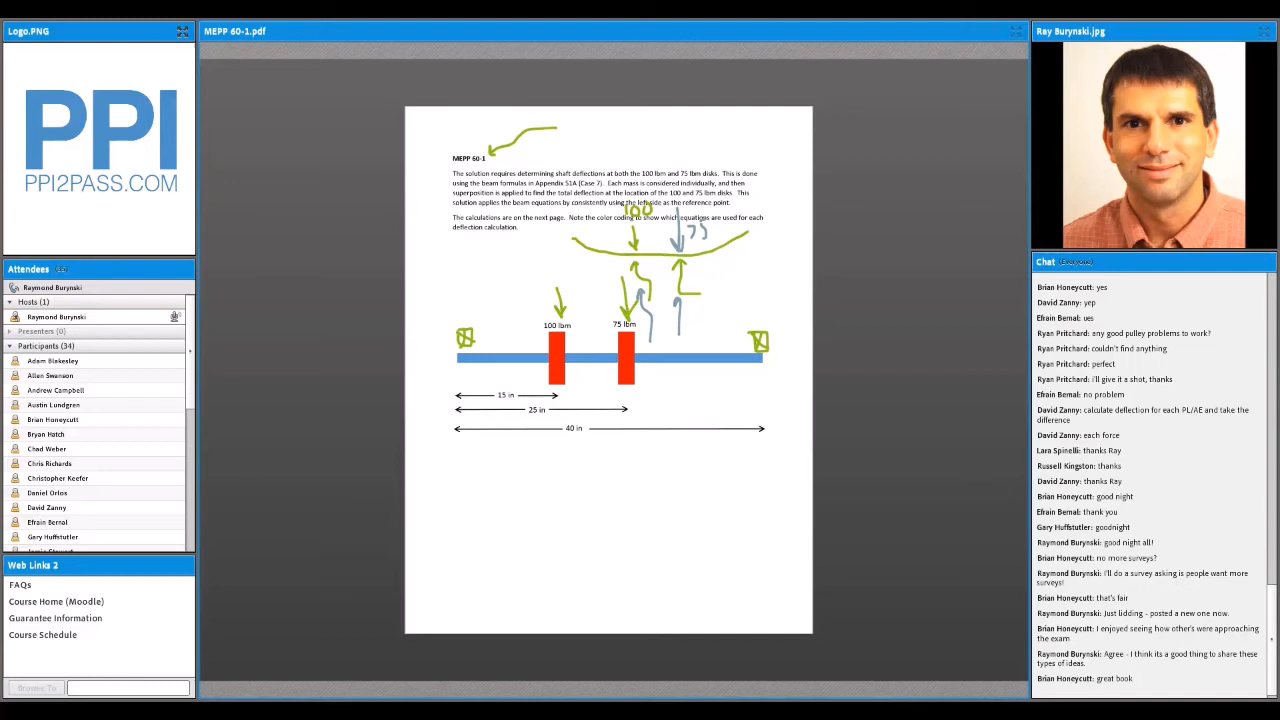 Logo.PNG
PPI
PPI2PASS.COM
Attendees
Raymond Burynski
Hosts (1)
Raymond Burynski
Presenters (0)
Participants (34)
Adam Blakesley
Allen Swanson
Andrew Campbell
Austin Lundgren
Brian Honeycutt
Bryan Hatch
Chad Weber
Chris Richards
Christopher Keefer
Daniel Orlos
David Zanny
Efrain Bernal
Gary Huffstutler
Web Links 2
FAQs
Course Home (Moodle)
Guarantee Information
Course Schedule
Browse To
MEPP 60-1.pdf
MEPP 60-1
The solution requires determining shaft deflections at both the 100 lbm and 75 lbm disks. This is done
using the beam formulas in Appendix 51A (Case 7). Each mass is considered individually, and then
superposition is applied to find the total deflection at the location of the 100 and 75 lbm disks. This
solution applies the beam equations by consistently using the left side as the reference point.
The calculations are on the next page. Note the color coding to show which equations are used for each
deflection calculation.
100
75
100 lbm
75 lbm
15 in
25 in
40 in
Ray Burynski.jpg
Chat (Everyone)
Brian Honeycutt: yes
David Zanny: yep
Efrain Bernal: ues
Ryan Pritchard: any good pulley problems to work?
Ryan Pritchard: couldn't find anything
Ryan Pritchard: perfect
Ryan Pritchard: i'll give it a shot, thanks
Efrain Bernal: no problem
David Zanny: calculate deflection for each PL/AE and take the
difference
David Zanny: each force
Lara Spinelli: thanks Ray
Russell Kingston: thanks
David Zanny: thanks Ray
Brian Honeycutt: good night
Efrain Bernal: thank you
Gary Huffstutler: goodnight
Raymond Burynski: good night all!
Brian Honeycutt: no more surveys?
Raymond Burynski: I'll do a survey asking is people want more
surveys!
Brian Honeycutt: that's fair
Raymond Burynski: Just lidding - posted a new one now.
Brian Honeycutt: I enjoyed seeing how other's were approaching
the exam
Raymond Burynski: Agree - I think its a good thing to share these
types of ideas.
Brian Honeycutt: great book